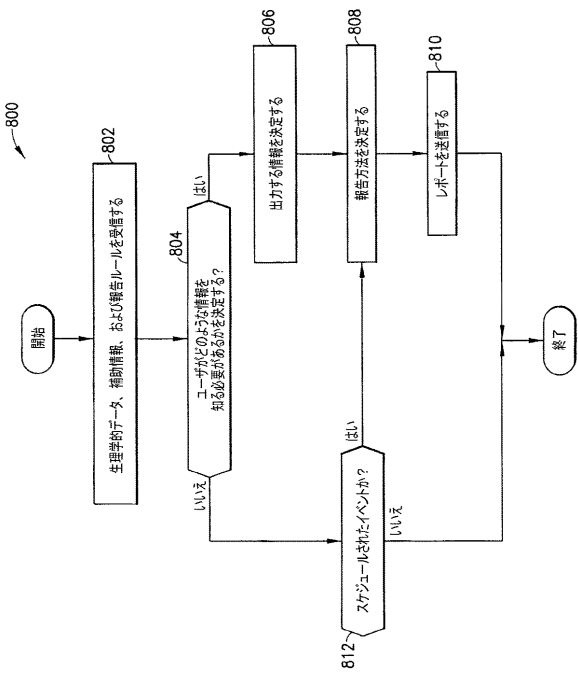 800
開始
802
生理学的データ、補助情報、および報告ルールを受信する
804
ユーザがどのような情報を
知る必要があるかを決定する?
はい
いいえ
806
出力する情報を決定する
808
報告方法を決定する
810
レポートを送信する
812
スケジュールされたイベントか?
はい
いいえ
終了